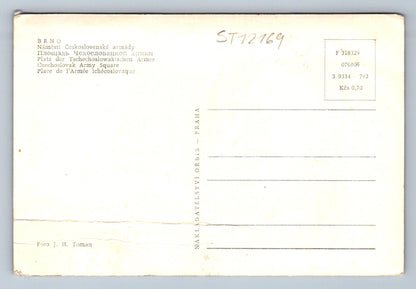 BRNO
Náměstí Československé armády
Площадь Чехословацкой армии
Platz der Tschechoslowakischen Armee
Czechoslovak Army Square
Place de l'Armée tchécoslovaque
ST12169
Kčs 0,70
NAKLADATELSTVÍ ORBIS — PRAHA
Foto J. H. Toman